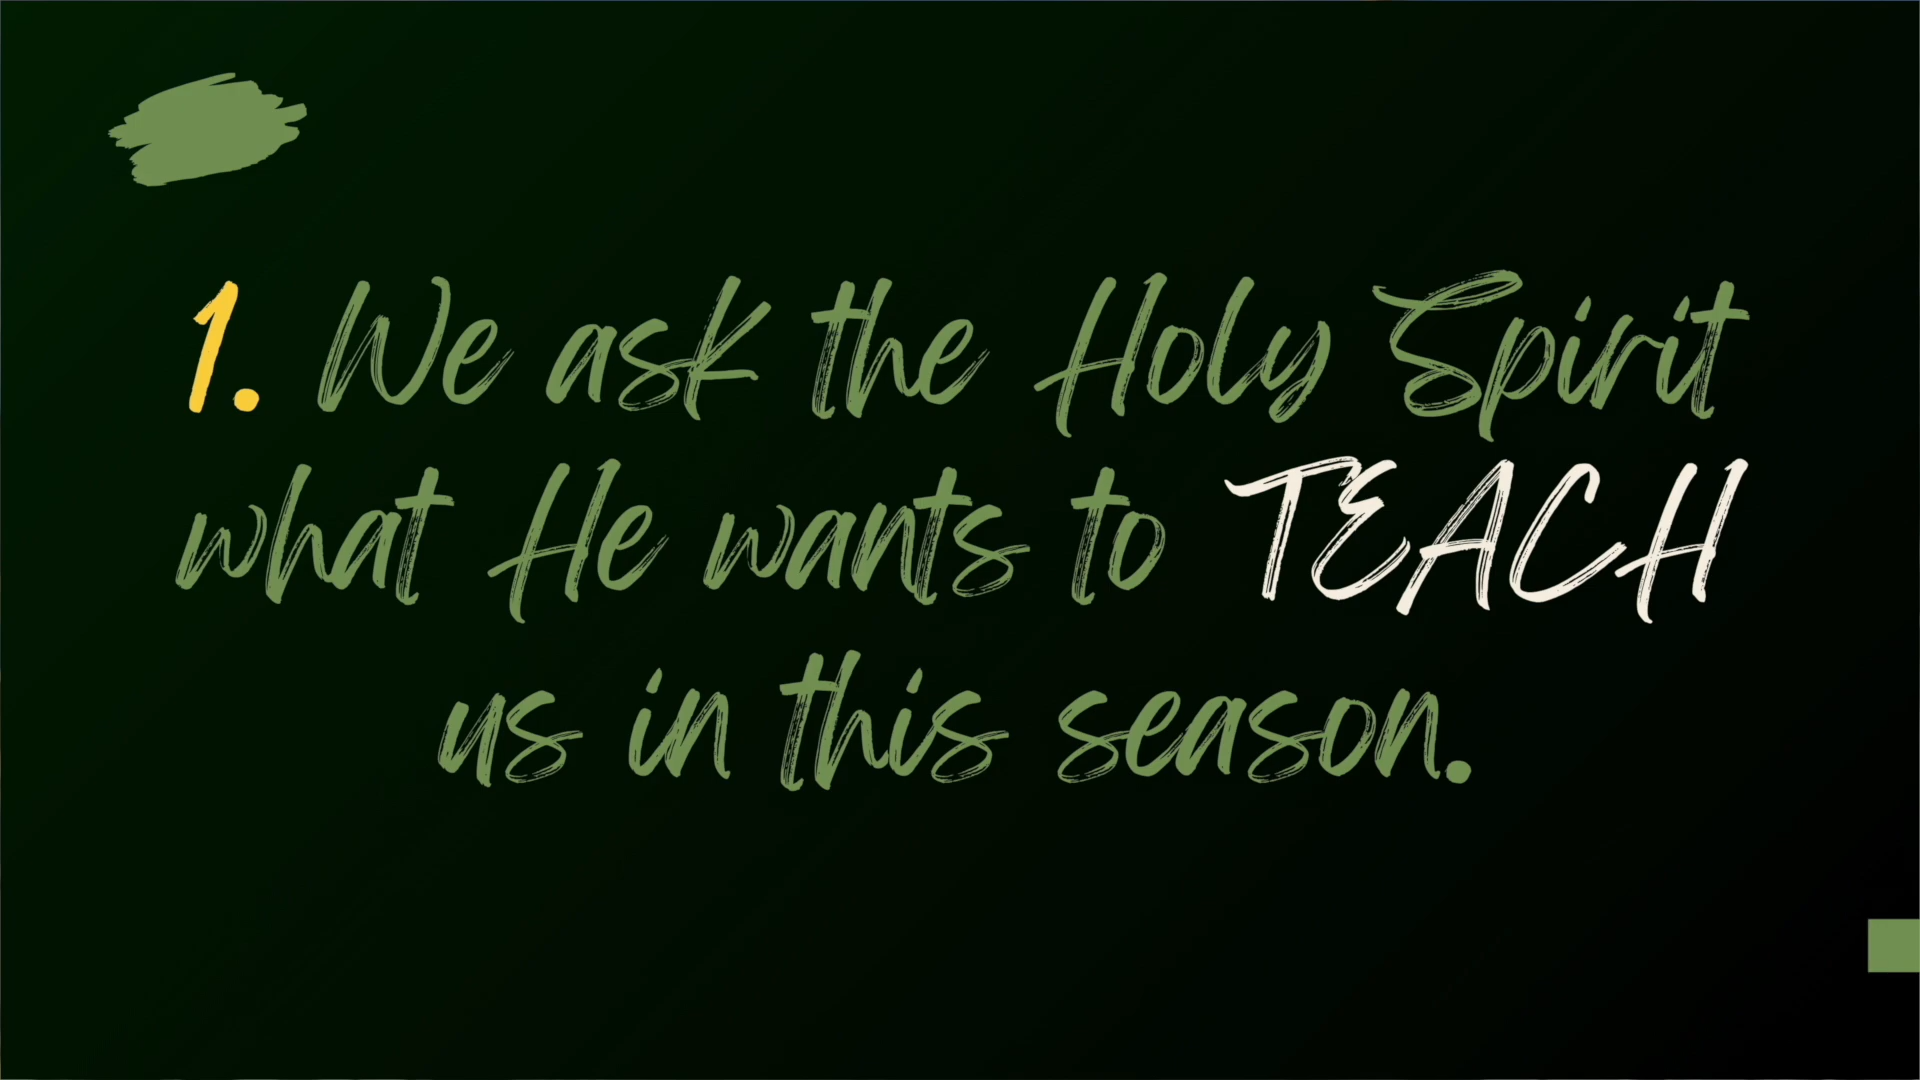 1. We ask the Holy Spirit
what He wants to TEACH
us in this season.